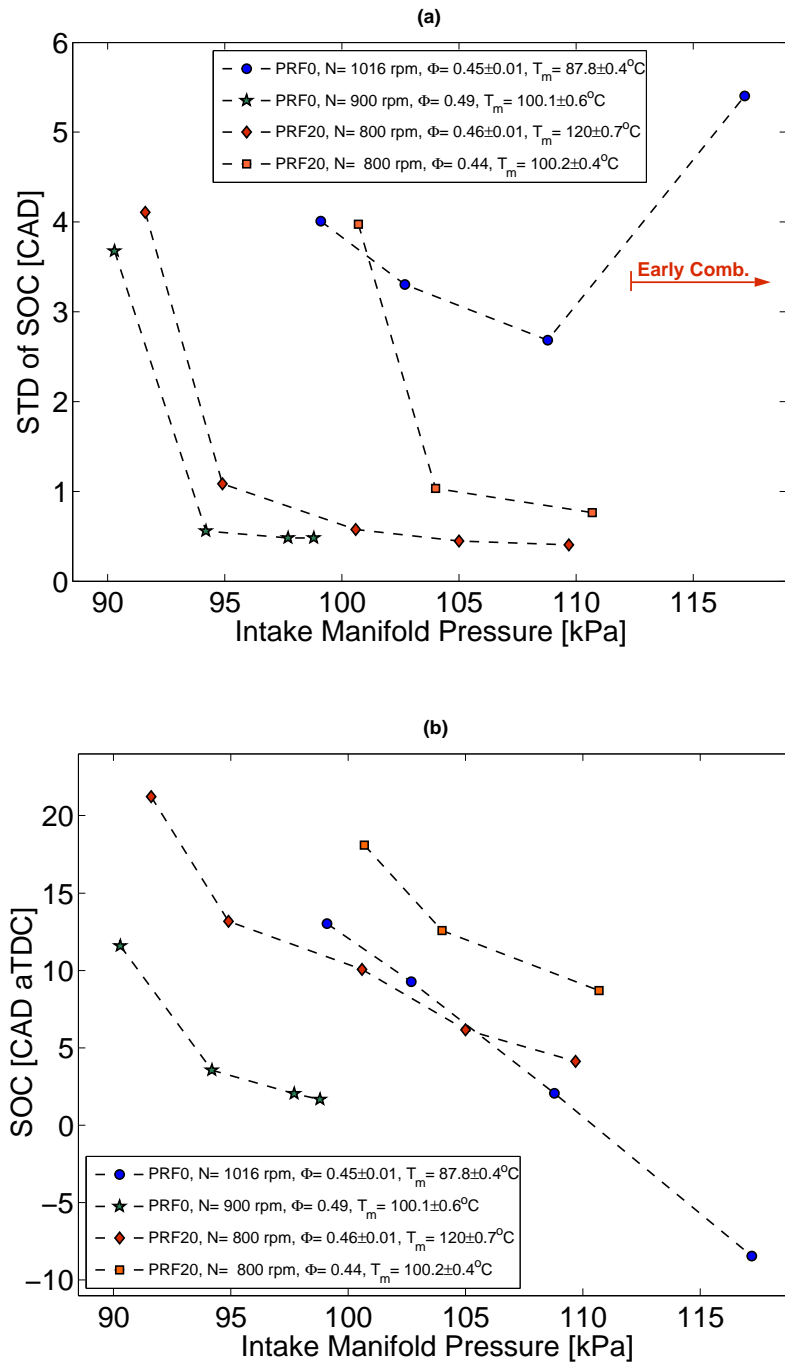 (a)
6
5
4
3
2
1
0
STD of SOC [CAD]
PRF0, N= 1016 rpm, Φ= 0.45±0.01, T_m= 87.8±0.4°C
PRF0, N= 900 rpm, Φ= 0.49, T_m= 100.1±0.6°C
PRF20, N= 800 rpm, Φ= 0.46±0.01, T_m= 120±0.7°C
PRF20, N=  800 rpm, Φ= 0.44, T_m= 100.2±0.4°C
Early Comb.
90 95 100 105 110 115
Intake Manifold Pressure [kPa]
(b)
20
15
10
5
0
−5
−10
SOC [CAD aTDC]
PRF0, N= 1016 rpm, Φ= 0.45±0.01, T_m= 87.8±0.4°C
PRF0, N= 900 rpm, Φ= 0.49, T_m= 100.1±0.6°C
PRF20, N= 800 rpm, Φ= 0.46±0.01, T_m= 120±0.7°C
PRF20, N=  800 rpm, Φ= 0.44, T_m= 100.2±0.4°C
90 95 100 105 110 115
Intake Manifold Pressure [kPa]